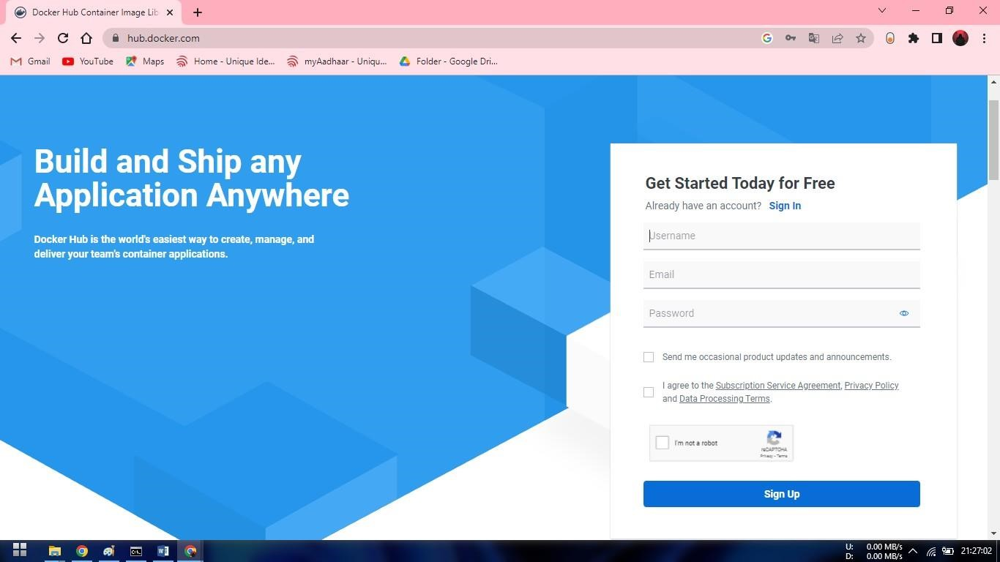 Docker Hub Container Image Lib
hub.docker.com
Gmail
YouTube
Maps
Home - Unique Ide...
myAadhaar - Uniqu...
Folder - Google Dri...
Build and Ship any
Application Anywhere
Docker Hub is the world's easiest way to create, manage, and
deliver your team's container applications.
Get Started Today for Free
Already have an account? Sign In
Username
Email
Password
Send me occasional product updates and announcements.
I agree to the Subscription Service Agreement, Privacy Policy
and Data Processing Terms.
I'm not a robot
reCAPTCHA
Privacy - Terms
Sign Up
U: 0.00 MB/s
D: 0.00 MB/s
21:27:02